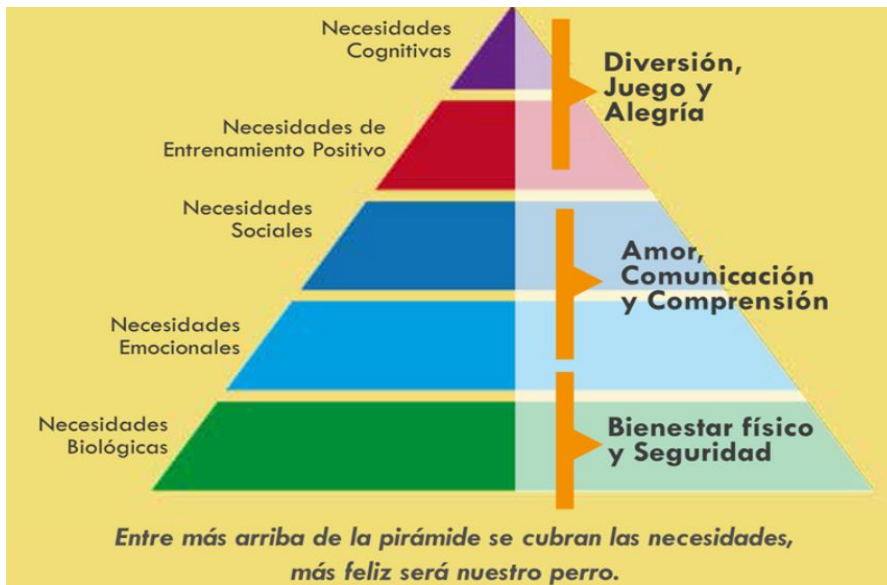 Necesidades
Cognitivas
Diversión,
Juego y
Alegría
Necesidades de
Entrenamiento Positivo
Necesidades
Sociales
Amor,
Comunicación
y Comprensión
Necesidades
Emocionales
Necesidades
Biológicas
Bienestar físico
y Seguridad
Entre más arriba de la pirámide se cubran las necesidades,
más feliz será nuestro perro.